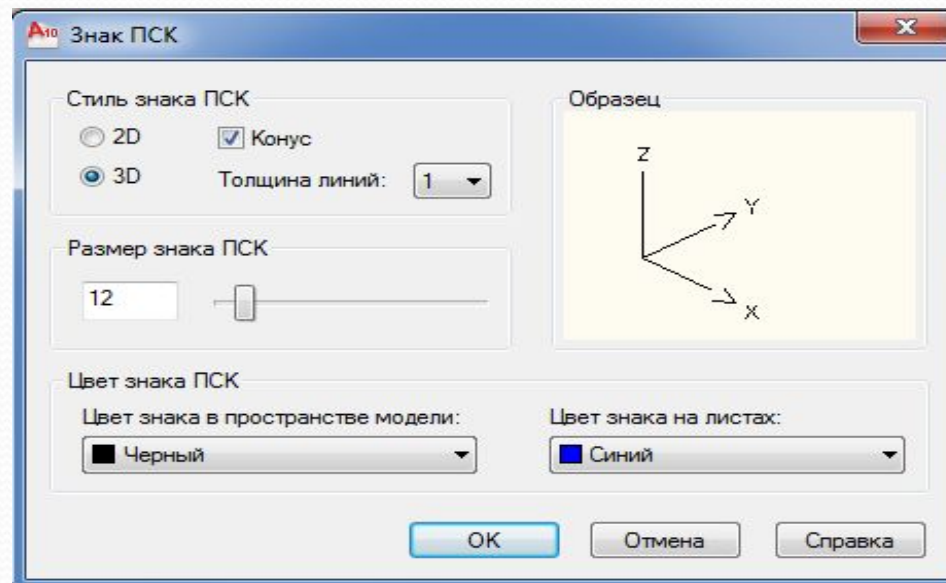 A10 Знак ПСК
Стиль знака ПСК
2D
Конус
3D
Толщина линий: 1
Образец
Z
Y
X
Размер знака ПСК
12
Цвет знака ПСК
Цвет знака в пространстве модели:
Черный
Цвет знака на листах:
Синий
OK
Отмена
Справка